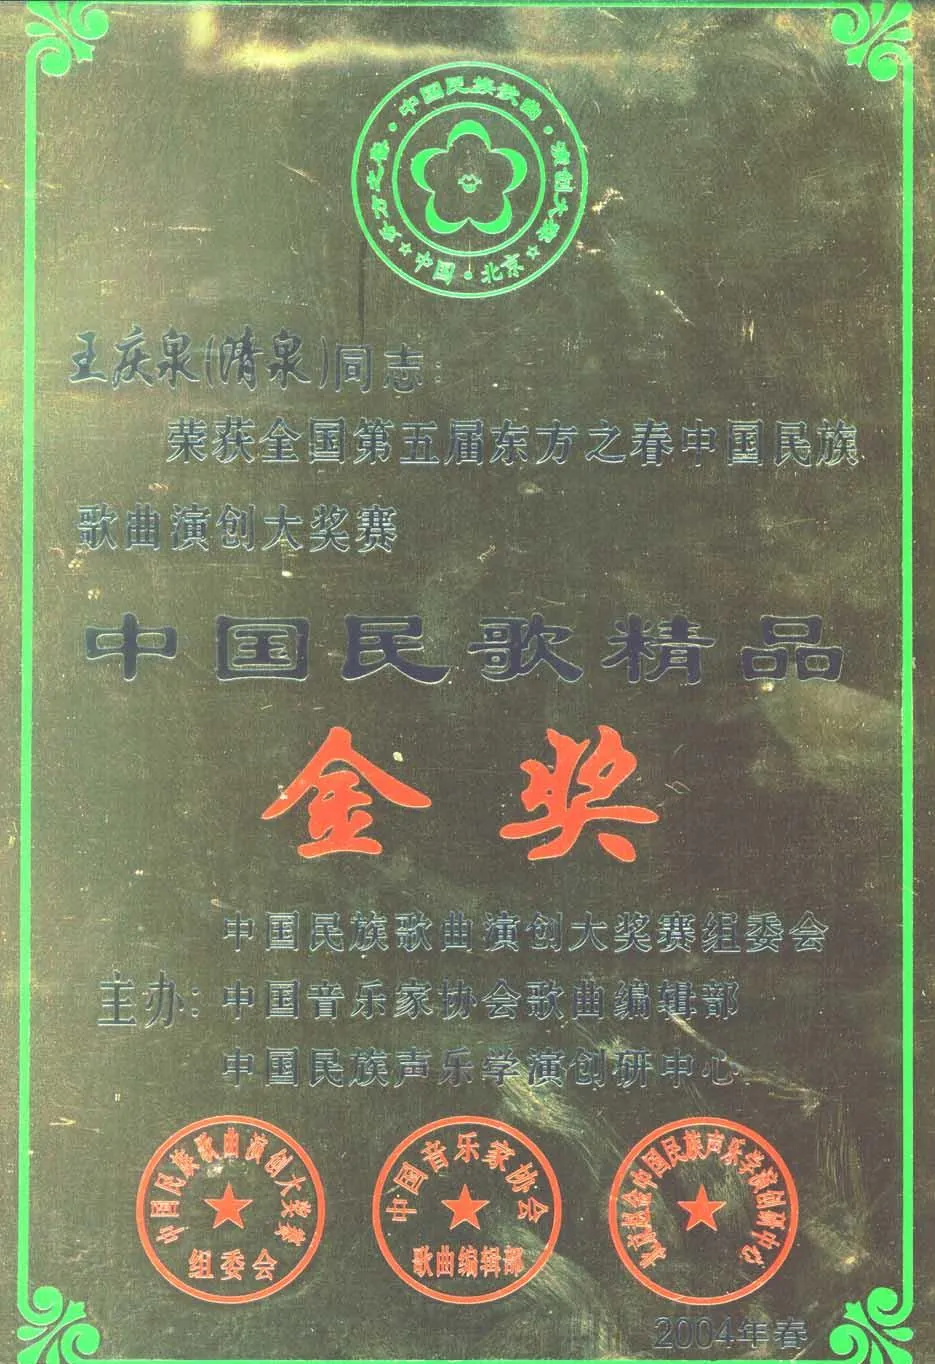 东方之春·中国民族歌曲·演创大赛
☆中国·北京☆
王庆泉(清泉)同志:
荣获全国第五届东方之春中国民族
歌曲演创大奖赛
中国民歌精品
金奖
中国民族歌曲演创大奖赛组委会
主办:中国音乐家协会歌曲编辑部
中国民族声乐学演创研中心
中国民族歌曲演创大奖赛
组委会
中国音乐家协会
歌曲编辑部
中国民族声乐学演创研中心
2004年春